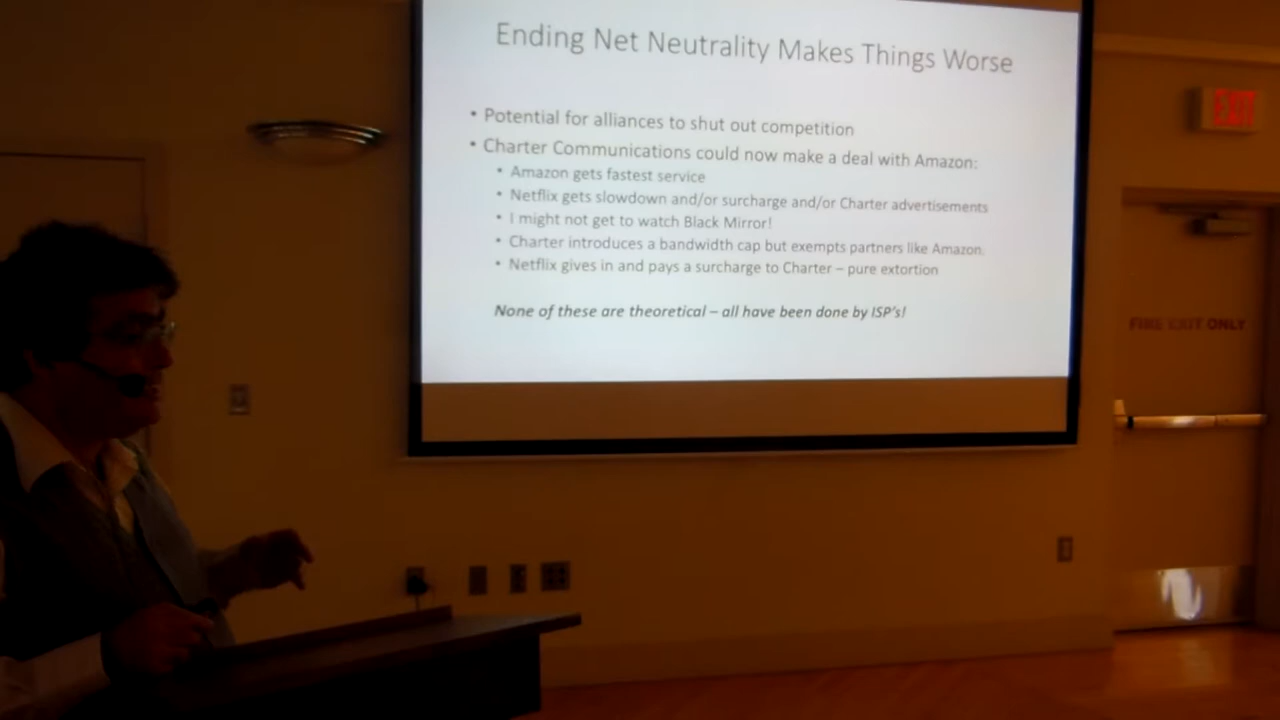 Ending Net Neutrality Makes Things Worse
• Potential for alliances to shut out competition
• Charter Communications could now make a deal with Amazon:
• Amazon gets fastest service
• Netflix gets slowdown and/or surcharge and/or Charter advertisements
• I might not get to watch Black Mirror!
• Charter introduces a bandwidth cap but exempts partners like Amazon.
• Netflix gives in and pays a surcharge to Charter – pure extortion
None of these are theoretical – all have been done by ISP's!
EXIT
FIRE EXIT ONLY